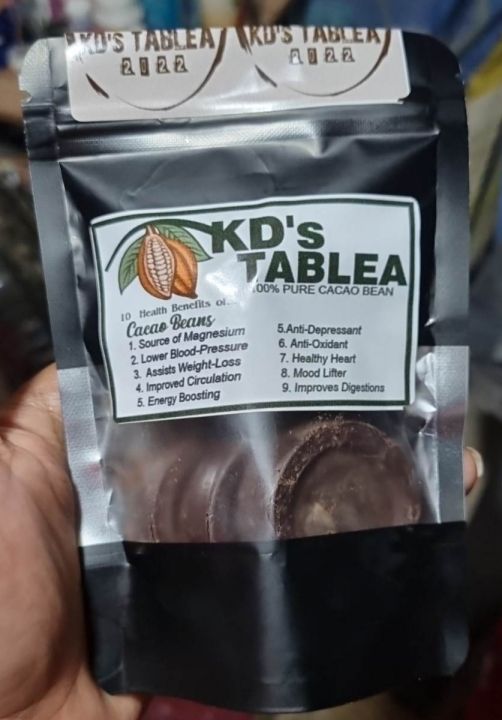 KD'S TABLEA KD'S TABLEA
2022 2022
KD's
TABLEA
100% PURE CACAO BEAN
10 Health Benefits of...
Cacao Beans
1. Source of Magnesium
2. Lower Blood-Pressure
3. Assists Weight-Loss
4. Improved Circulation
5. Energy Boosting
5.Anti-Depressant
6. Anti-Oxidant
7. Healthy Heart
8. Mood Lifter
9. Improves Digestions